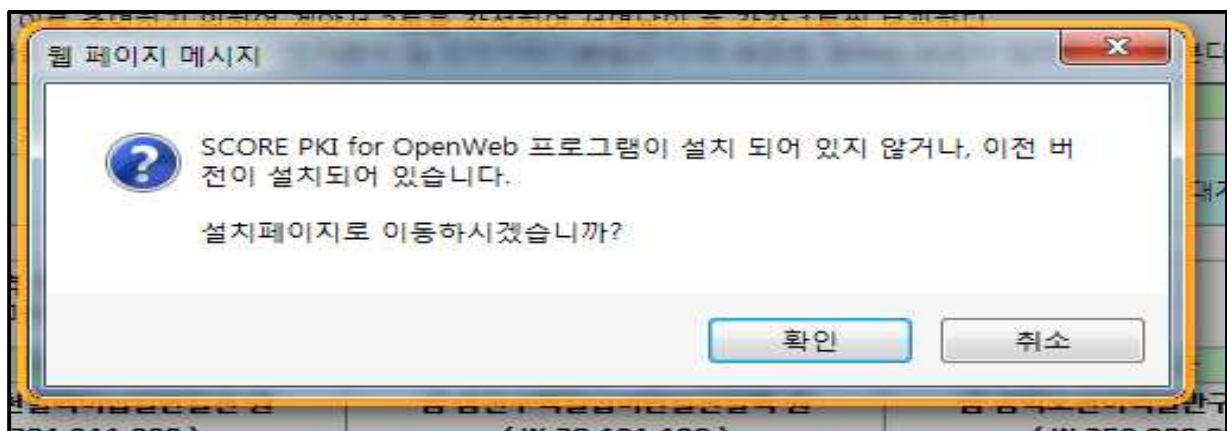 웹 페이지 메시지
SCORE PKI for OpenWeb 프로그램이 설치 되어 있지 않거나, 이전 버
전이 설치되어 있습니다.
설치페이지로 이동하시겠습니까?
확인
취소